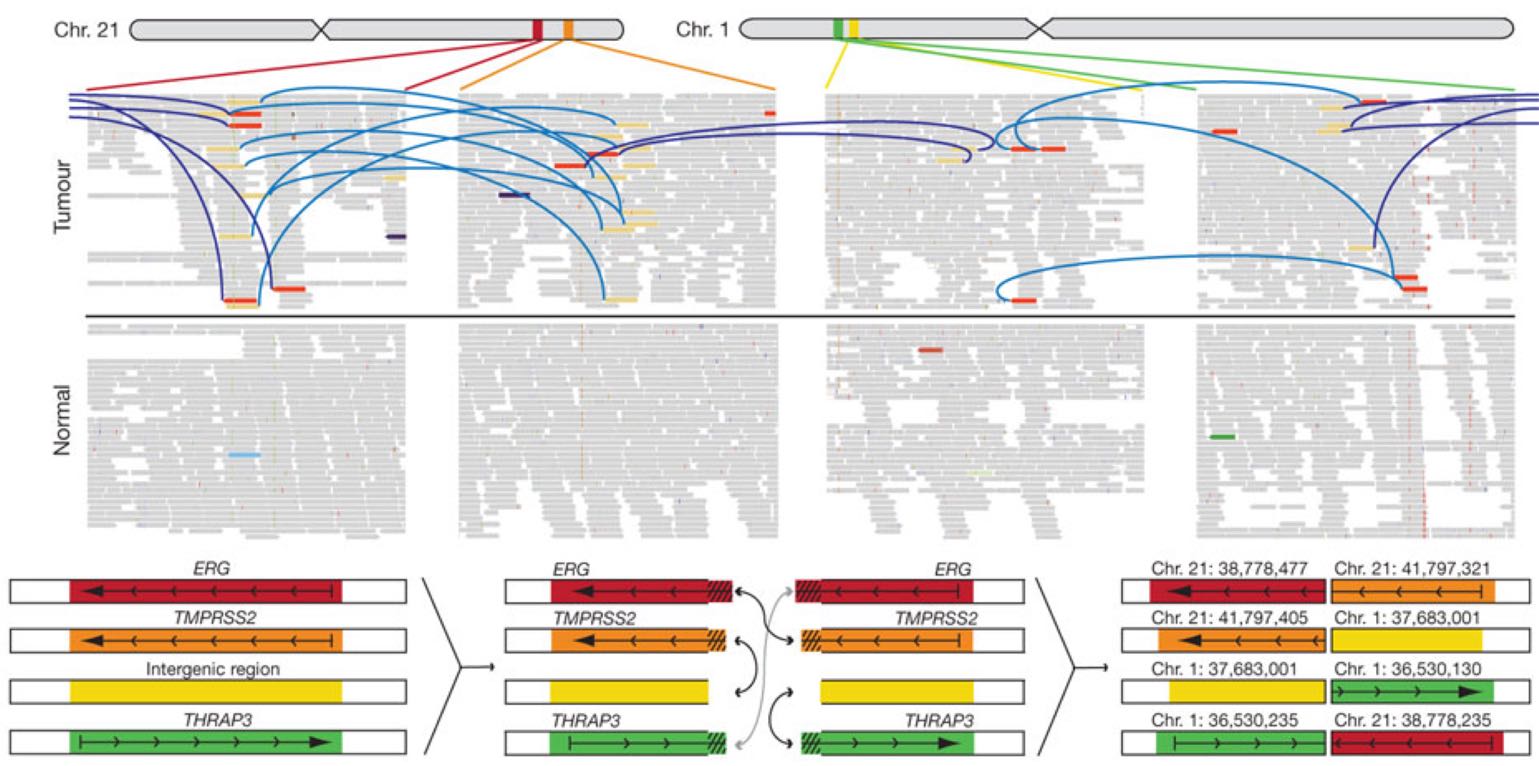 Chr. 21
Chr. 1
Tumour
Normal
ERG
TMPRSS2
Intergenic region
THRAP3
ERG
TMPRSS2
THRAP3
ERG
TMPRSS2
THRAP3
Chr. 21: 38,778,477 Chr. 21: 41,797,321
Chr. 21: 41,797,405 Chr. 1: 37,683,001
Chr. 1: 37,683,001 Chr. 1: 36,530,130
Chr. 1: 36,530,235 Chr. 21: 38,778,235